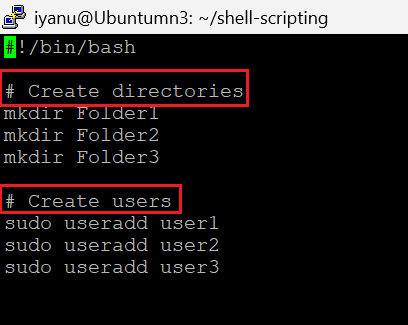 iyanu@Ubuntumn3: ~/shell-scripting
#!/bin/bash
# Create directories
mkdir Folder1
mkdir Folder2
mkdir Folder3
# Create users
sudo useradd user1
sudo useradd user2
sudo useradd user3